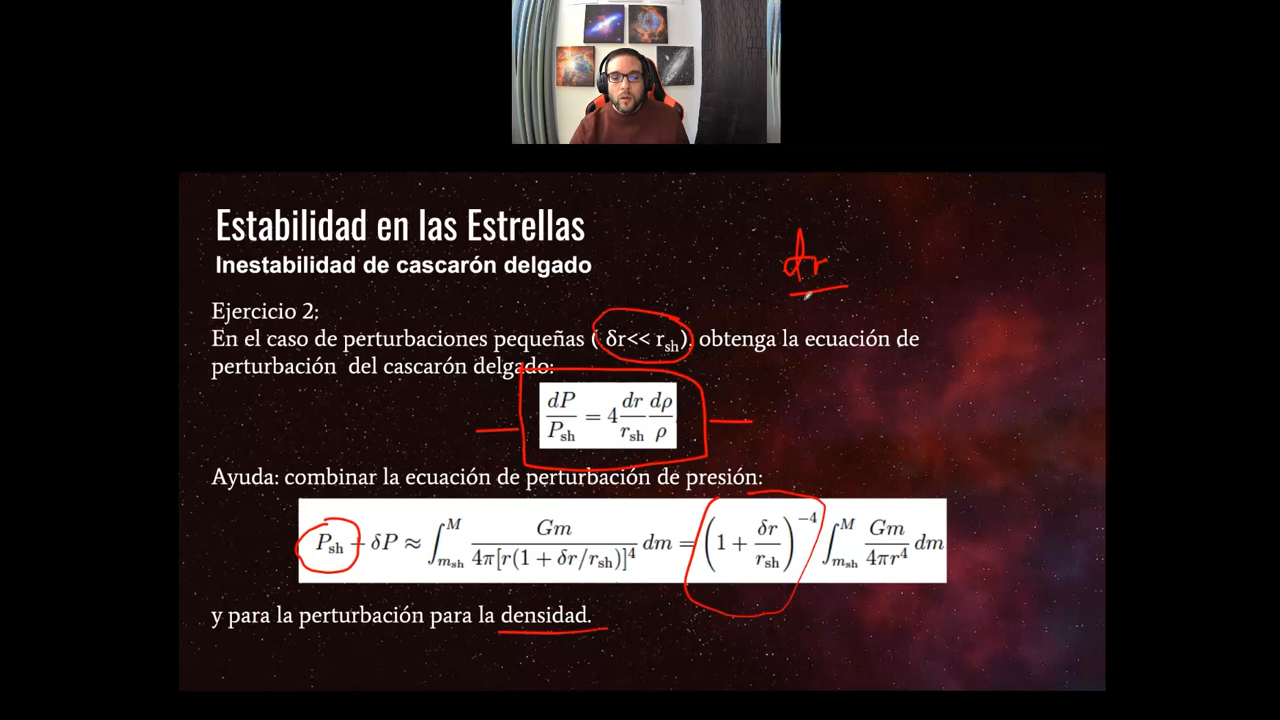 Estabilidad en las Estrellas
Inestabilidad de cascarón delgado
dr
Ejercicio 2:
En el caso de perturbaciones pequeñas ( δr<< r_sh). obtenga la ecuación de
perturbación del cascarón delgado:
dP/P_sh = 4 dr/r_sh dρ/ρ
Ayuda: combinar la ecuación de perturbación de presión:
P_sh + δP ≈ ∫_{m_sh}^{M} Gm / 4π[r(1 + δr/r_sh)]^4 dm = (1 + δr/r_sh)^{-4} ∫_{m_sh}^{M} Gm/4πr^4 dm
y para la perturbación para la densidad.